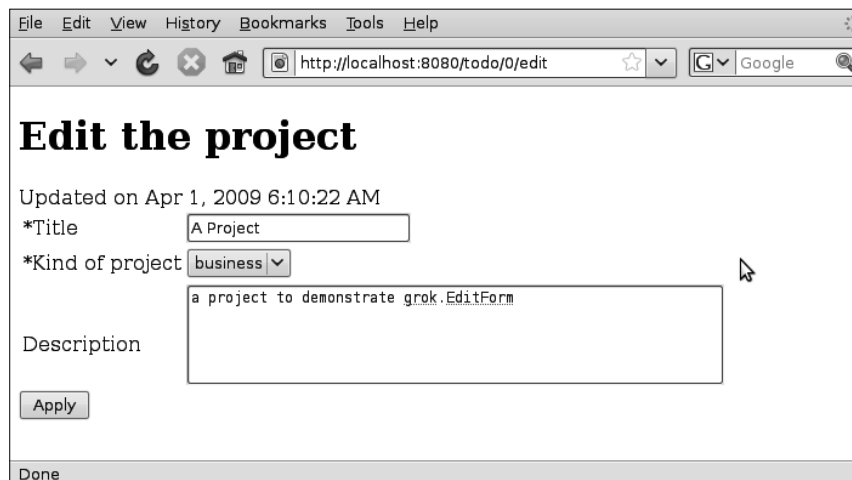 File Edit View History Bookmarks Tools Help
http://localhost:8080/todo/0/edit G Google
Edit the project
Updated on Apr 1, 2009 6:10:22 AM
*Title A Project
*Kind of project business
a project to demonstrate grok.EditForm
Description
Apply
Done